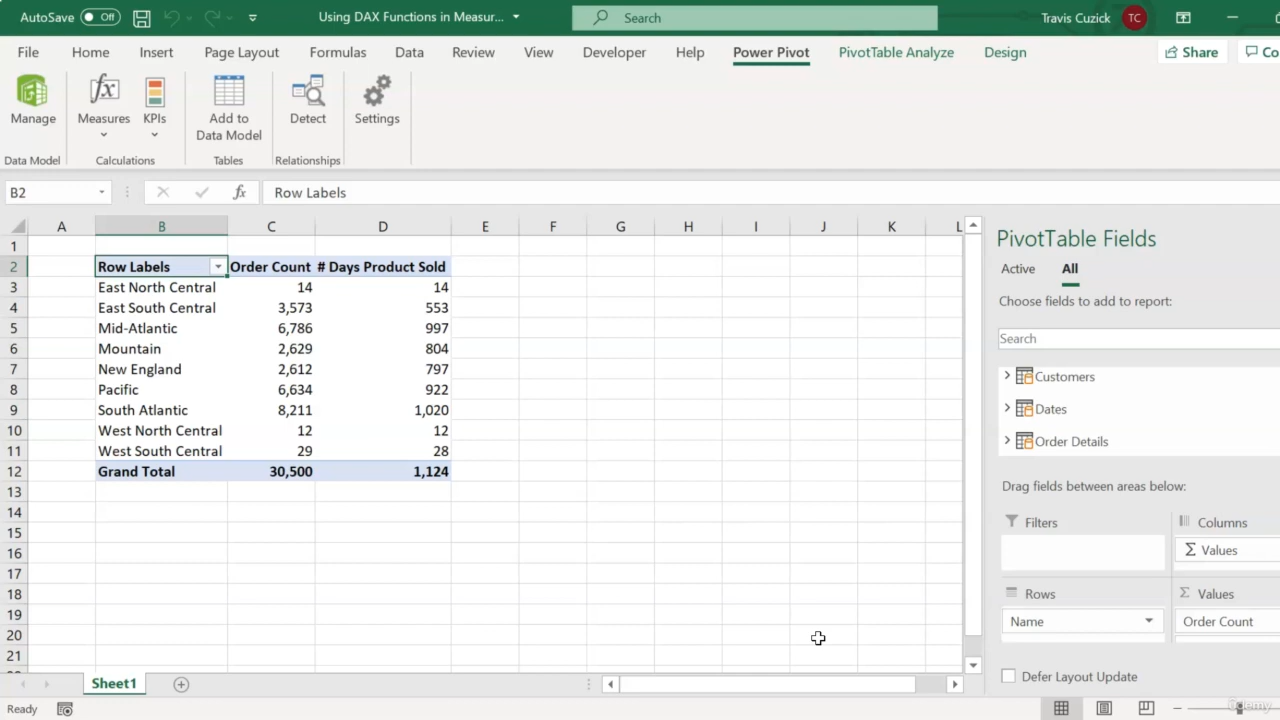 AutoSave Off Using DAX Functions in Measur... Search Travis Cuzick TC
File Home Insert Page Layout Formulas Data Review View Developer Help Power Pivot PivotTable Analyze Design Share Co
Manage Measures KPIs Add to Data Model Detect Settings
Data Model Calculations Tables Relationships
B2 fx Row Labels
A B C D E F G H I J K L
1
2 Row Labels Order Count # Days Product Sold
3 East North Central 14 14
4 East South Central 3,573 553
5 Mid-Atlantic 6,786 997
6 Mountain 2,629 804
7 New England 2,612 797
8 Pacific 6,634 922
9 South Atlantic 8,211 1,020
10 West North Central 12 12
11 West South Central 29 28
12 Grand Total 30,500 1,124
13
14
15
16
17
18
19
20
21
PivotTable Fields
Active All
Choose fields to add to report:
Search
Customers
Dates
Order Details
Drag fields between areas below:
Filters Columns
Σ Values
Rows Σ Values
Name Order Count
Defer Layout Update
Sheet1
Ready
ûdemy